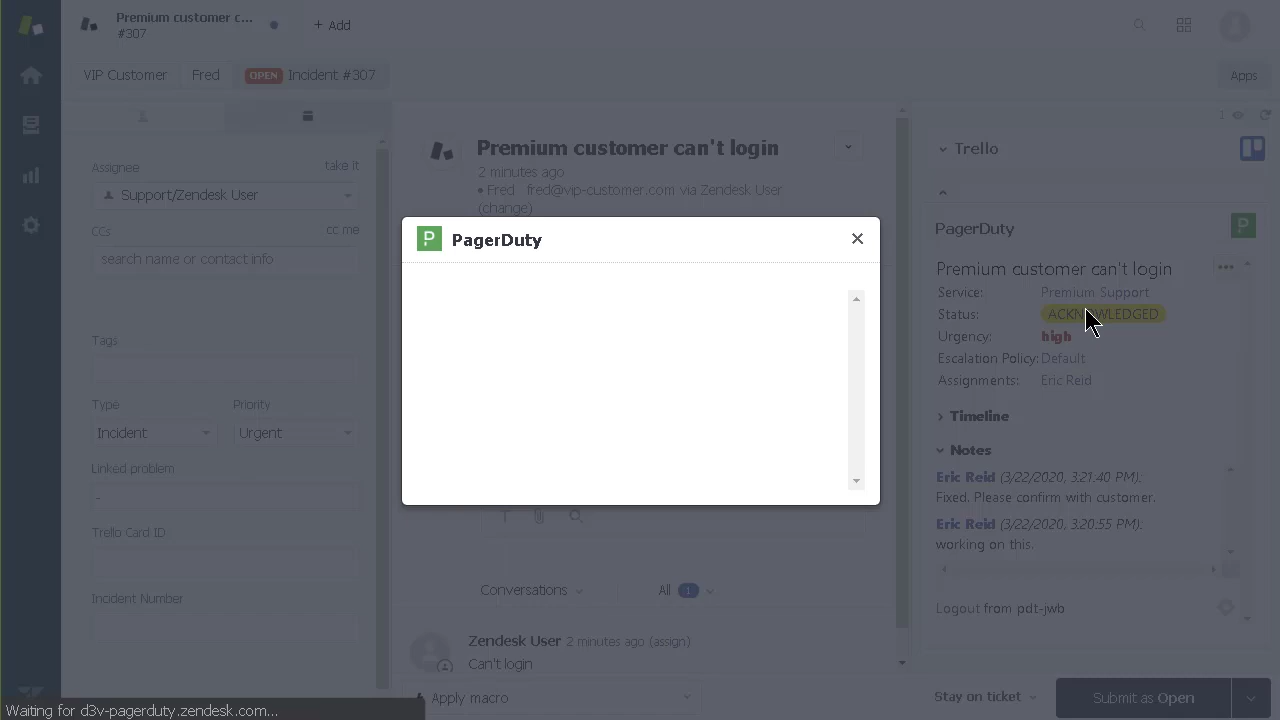 Premium customer c...
#307
+ Add
VIP Customer
Fred
OPEN Incident #307
Apps
1
Assignee
take it
Support/Zendesk User
CCs
cc me
search name or contact info
Tags
Type
Priority
Incident
Urgent
Linked problem
-
Trello Card ID
Incident Number
Premium customer can't login
2 minutes ago
• Fred fred@vip-customer.com via Zendesk User
(change)
P PagerDuty
T
Conversations
All 1
Zendesk User 2 minutes ago (assign)
Can't login
Apply macro
Trello
PagerDuty P
Premium customer can't login
Service: Premium Support
Status: ACKNOWLEDGED
Urgency: high
Escalation Policy: Default
Assignments: Eric Reid
Timeline
Notes
Eric Reid (3/22/2020, 3:21:40 PM):
Fixed. Please confirm with customer.
Eric Reid (3/22/2020, 3:20:55 PM):
working on this.
Logout from pdt-jwb
Stay on ticket
Submit as Open
Waiting for d3v-pagerduty.zendesk.com...